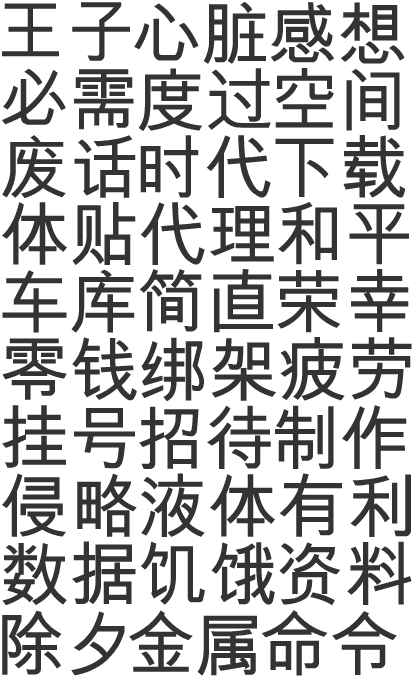 王子心脏感想
必需度过空间
废话时代下载
体贴代理和平
车库简直荣幸
零钱绑架疲劳
挂号招待制作
侵略液体有利
数据饥饿资料
除夕金属命令